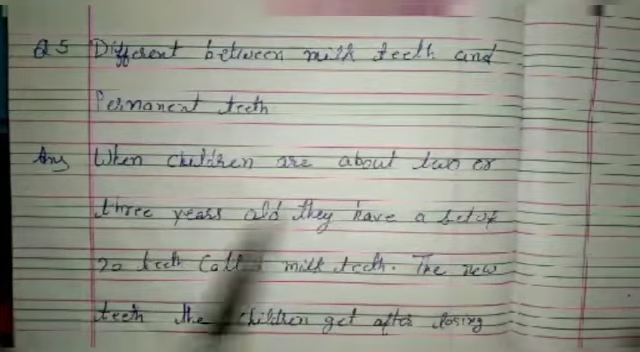 Q5 Different between milk teeth and
Permanent teeth
Ans When children are about two or
three years old they have a set of
20 teeth Call milk teeth. The new
teeth the children get after losing